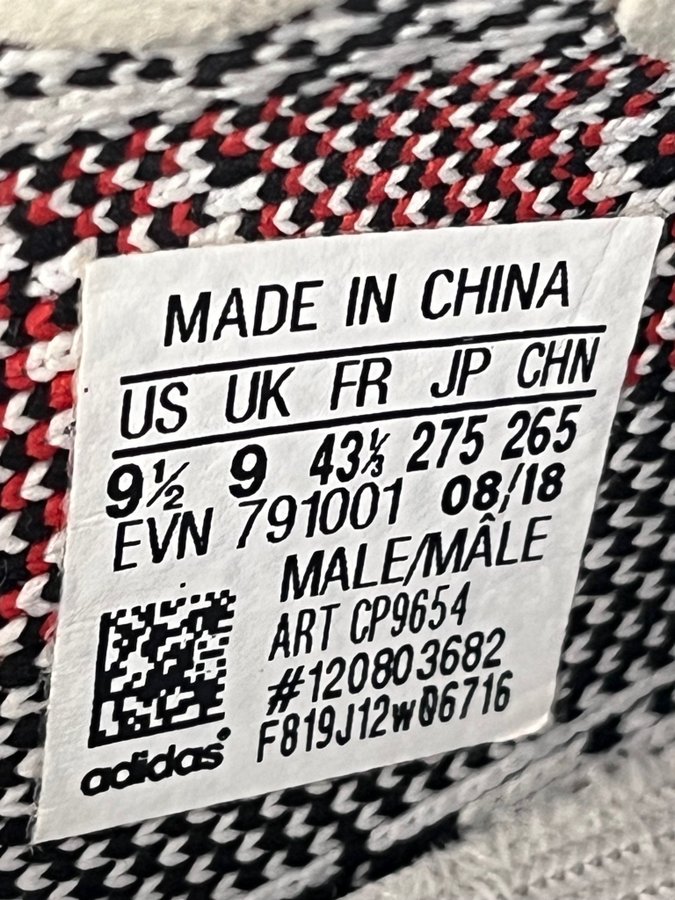 MADE IN CHINA
US UK FR JP CHN
9½ 9 43⅓ 275 265
EVN 791001 08/18
MALE/MÂLE
ART CP9654
#120803682
F819J12w06716
adidas